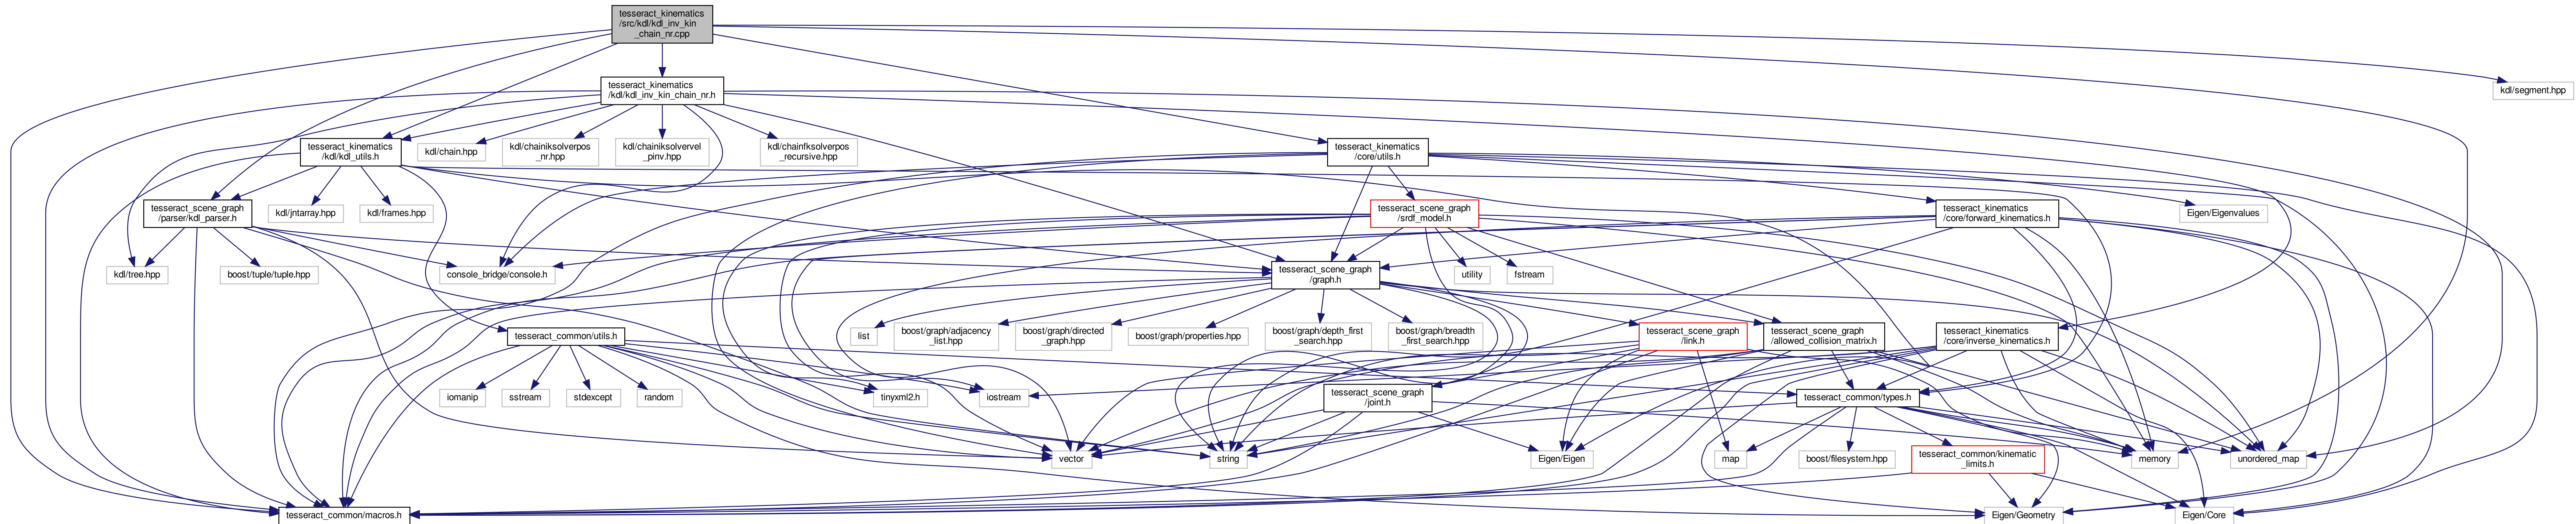 tesseract_kinematics
/src/kdl/kdl_inv_kin
_chain_nr.cpp
tesseract_kinematics
/kdl/kdl_inv_kin_chain_nr.h
kdl/segment.hpp
tesseract_kinematics
/kdl/kdl_utils.h
kdl/chain.hpp
kdl/chainiksolverpos
_nr.hpp
kdl/chainiksolvervel
_pinv.hpp
kdl/chainfksolverpos
_recursive.hpp
tesseract_kinematics
/core/utils.h
tesseract_scene_graph
/parser/kdl_parser.h
kdl/jntarray.hpp
kdl/frames.hpp
tesseract_scene_graph
/srdf_model.h
tesseract_kinematics
/core/forward_kinematics.h
Eigen/Eigenvalues
kdl/tree.hpp
boost/tuple/tuple.hpp
console_bridge/console.h
tesseract_scene_graph
/graph.h
utility
fstream
tesseract_common/utils.h
list
boost/graph/adjacency
_list.hpp
boost/graph/directed
_graph.hpp
boost/graph/properties.hpp
boost/graph/depth_first
_search.hpp
boost/graph/breadth
_first_search.hpp
tesseract_scene_graph
/link.h
tesseract_scene_graph
/allowed_collision_matrix.h
tesseract_kinematics
/core/inverse_kinematics.h
iomanip
sstream
stdexcept
random
tinyxml2.h
iostream
tesseract_scene_graph
/joint.h
tesseract_common/types.h
vector
string
Eigen/Eigen
map
boost/filesystem.hpp
tesseract_common/kinematic
_limits.h
memory
unordered_map
tesseract_common/macros.h
Eigen/Geometry
Eigen/Core